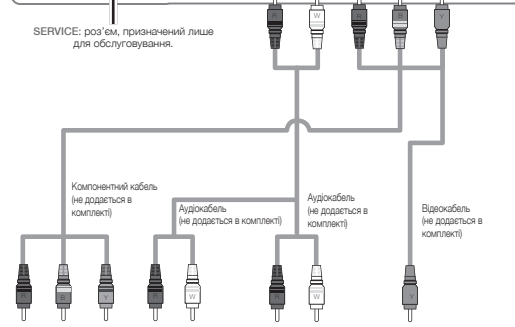 R W R B Y
SERVICE: роз’єм, призначений лише
для обслуговування.
Компонентний кабель
(не додається в
комплекті)
Аудіокабель
(не додається в комплекті)
Аудіокабель
(не додається в
комплекті)
Відеокабель
(не додається в
комплекті)
R B Y R W R W Y